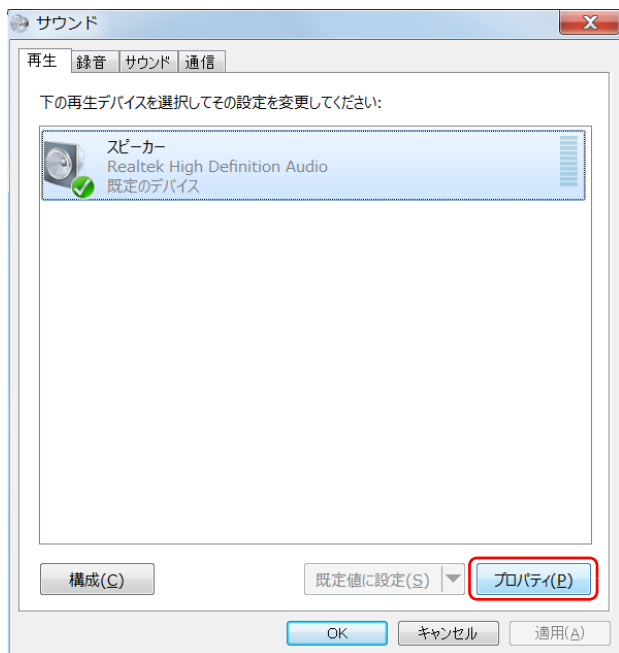 サウンド
再生 録音 サウンド 通信
下の再生デバイスを選択してその設定を変更してください:
スピーカー
Realtek High Definition Audio
既定のデバイス
構成(C) 既定値に設定(S) プロパティ(P)
OK キャンセル 適用(A)